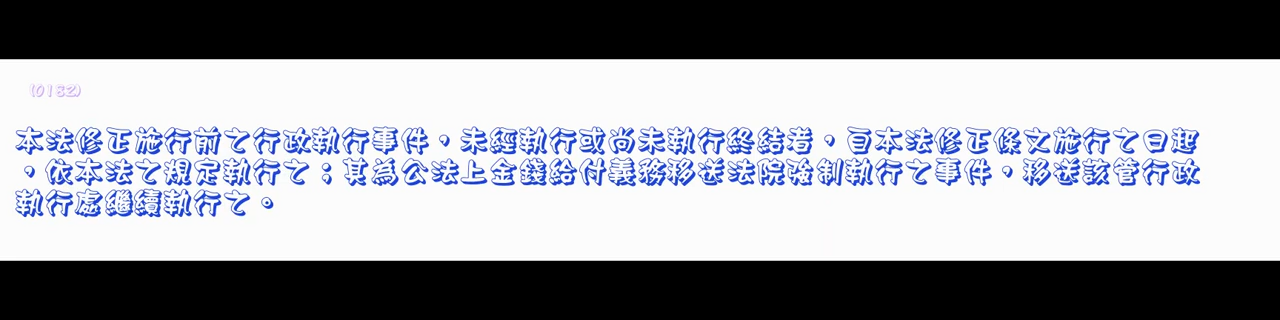 (0182)
本法修正施行前之行政執行事件，未經執行或尚未執行終結者，自本法修正條文施行之日起
，依本法之規定執行之；其為公法上金錢給付義務移送法院強制執行之事件，移送該管行政
執行處繼續執行之。